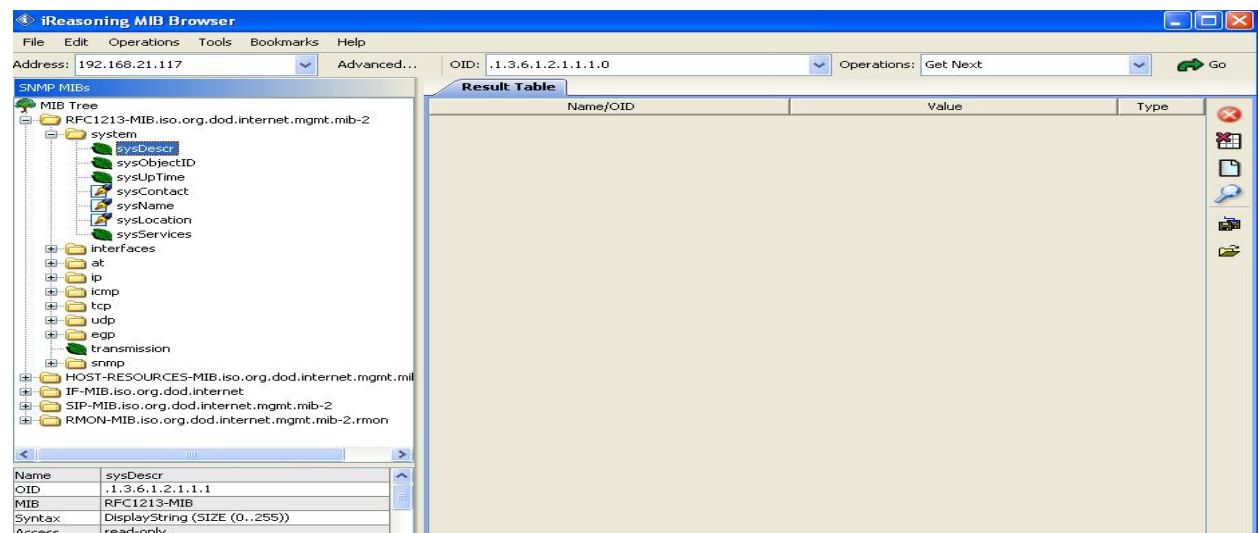 iReasoning MIB Browser
File Edit Operations Tools Bookmarks Help
Address: 192.168.21.117 Advanced... OID: .1.3.6.1.2.1.1.1.0 Operations: Get Next Go
SNMP MIBs
Result Table
MIB Tree
Name/OID Value Type
RFC1213-MIB.iso.org.dod.internet.mgmt.mib-2
system
sysDescr
sysObjectID
sysUpTime
sysContact
sysName
sysLocation
sysServices
interfaces
at
ip
icmp
tcp
udp
egp
transmission
snmp
HOST-RESOURCES-MIB.iso.org.dod.internet.mgmt.mi
IF-MIB.iso.org.dod.internet
SIP-MIB.iso.org.dod.internet.mgmt.mib-2
RMON-MIB.iso.org.dod.internet.mgmt.mib-2.rmon
Name sysDescr
OID .1.3.6.1.2.1.1.1
MIB RFC1213-MIB
Syntax DisplayString (SIZE (0..255))
Access read-only